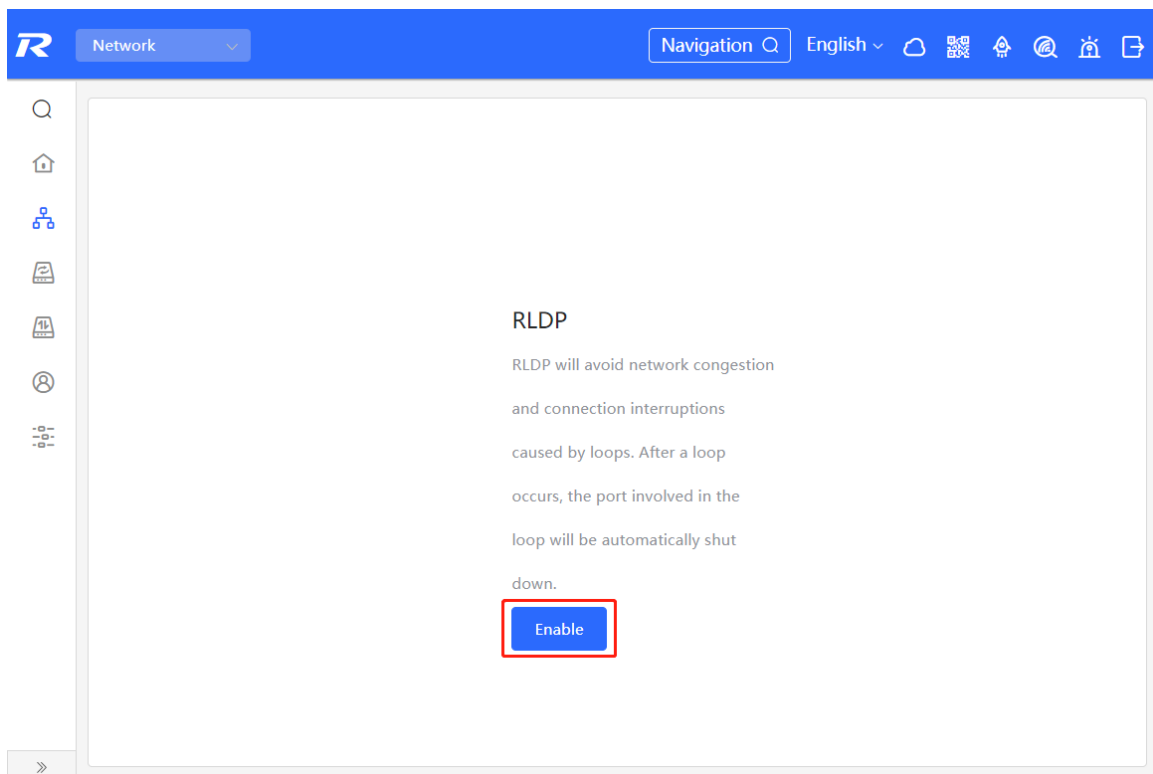 R
Network
Navigation
English
RLDP
RLDP will avoid network congestion
and connection interruptions
caused by loops. After a loop
occurs, the port involved in the
loop will be automatically shut
down.
Enable